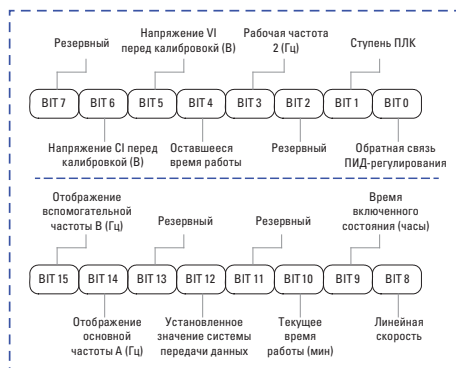 Резервный
Напряжение VI
перед калибровкой (В)
Рабочая частота
2 (Гц)
Ступень ПЛК
BIT 7
BIT 6
BIT 5
BIT 4
BIT 3
BIT 2
BIT 1
BIT 0
Напряжение CI перед
калибровкой (В)
Оставшееся
время работы
Резервный
Обратная связь
ПИД-регулирования
Отображение
вспомогательной
частоты B (Гц)
Резервный
Резервный
Время
включенного
состояния (часы)
BIT 15
BIT 14
BIT 13
BIT 12
BIT 11
BIT 10
BIT 9
BIT 8
Отображение
основной
частоты A (Гц)
Установленное
значение системы
передачи данных
Текущее
время
работы (мин)
Линейная
скорость